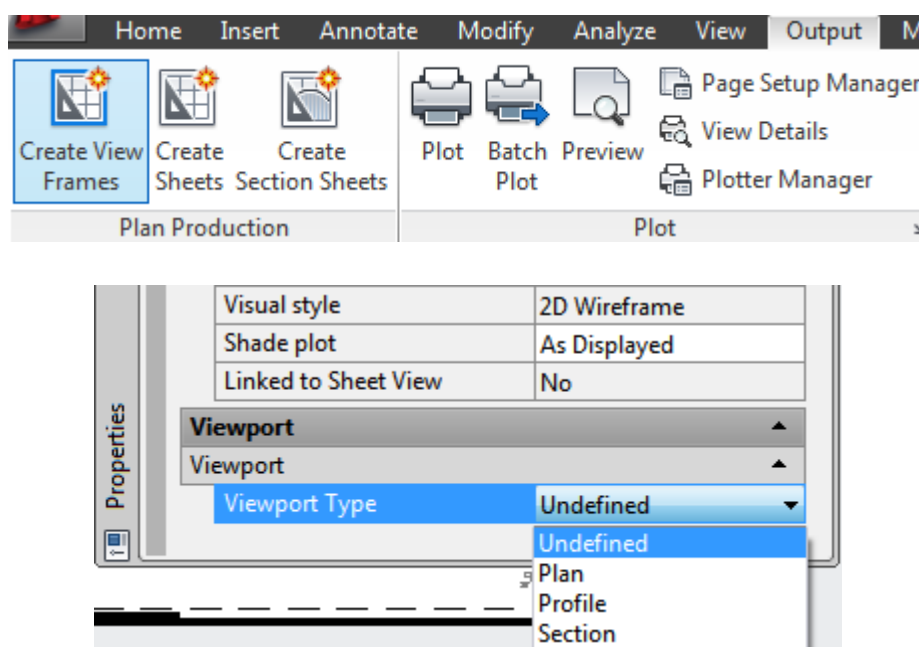 Home Insert Annotate Modify Analyze View Output M
Create View Frames
Create Sheets
Create Section Sheets
Plot
Batch Plot
Preview
Page Setup Manager
View Details
Plotter Manager
Plan Production
Plot
Visual style 2D Wireframe
Shade plot As Displayed
Linked to Sheet View No
Viewport
Viewport
Viewport Type Undefined
Undefined
Plan
Profile
Section
Properties